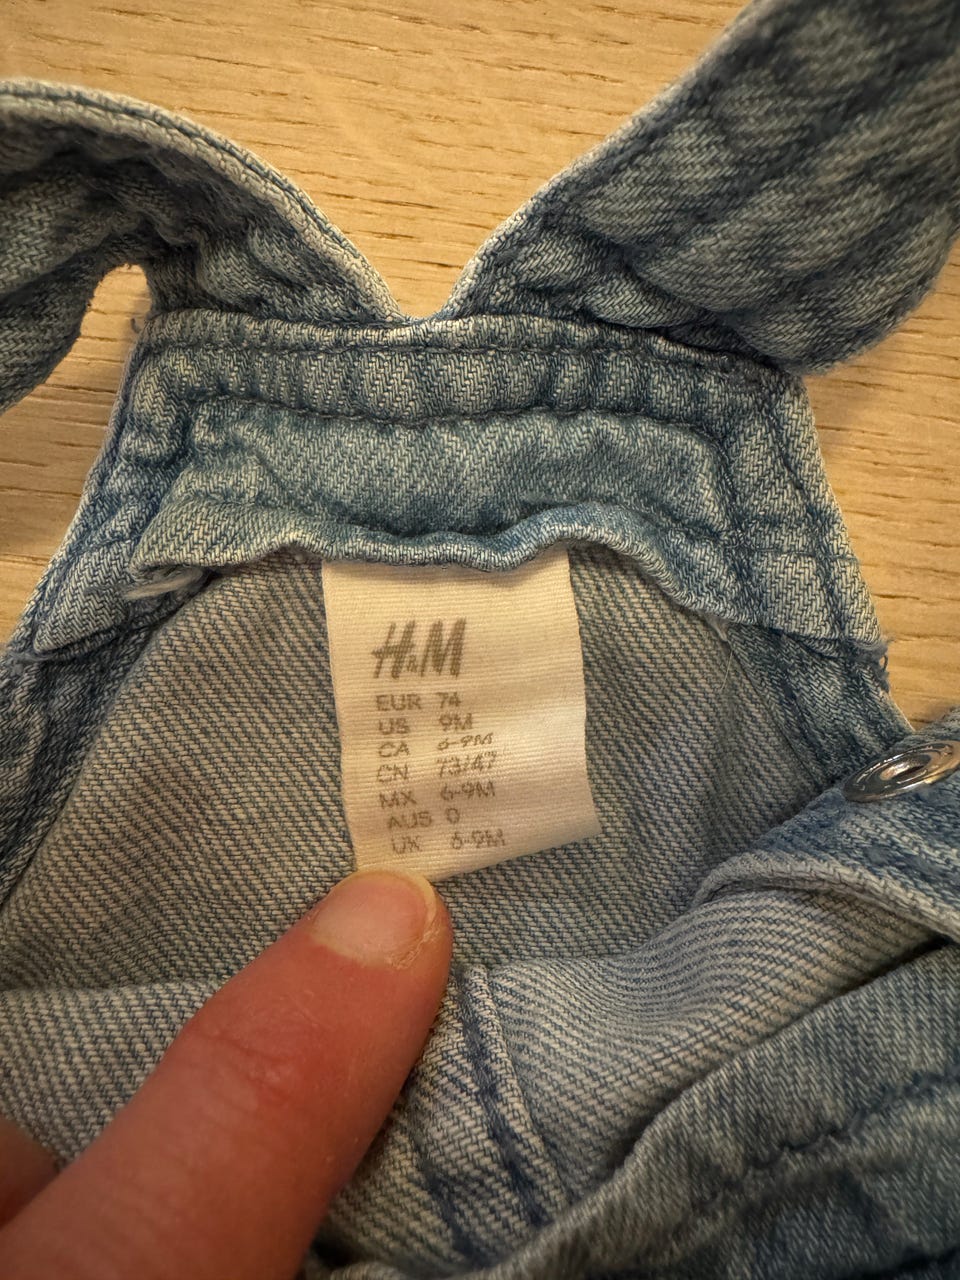 H&M
EUR 74
US 9M
CA 6-9M
CN 73/47
MX 6-9M
AUS 0
UK 6-9M